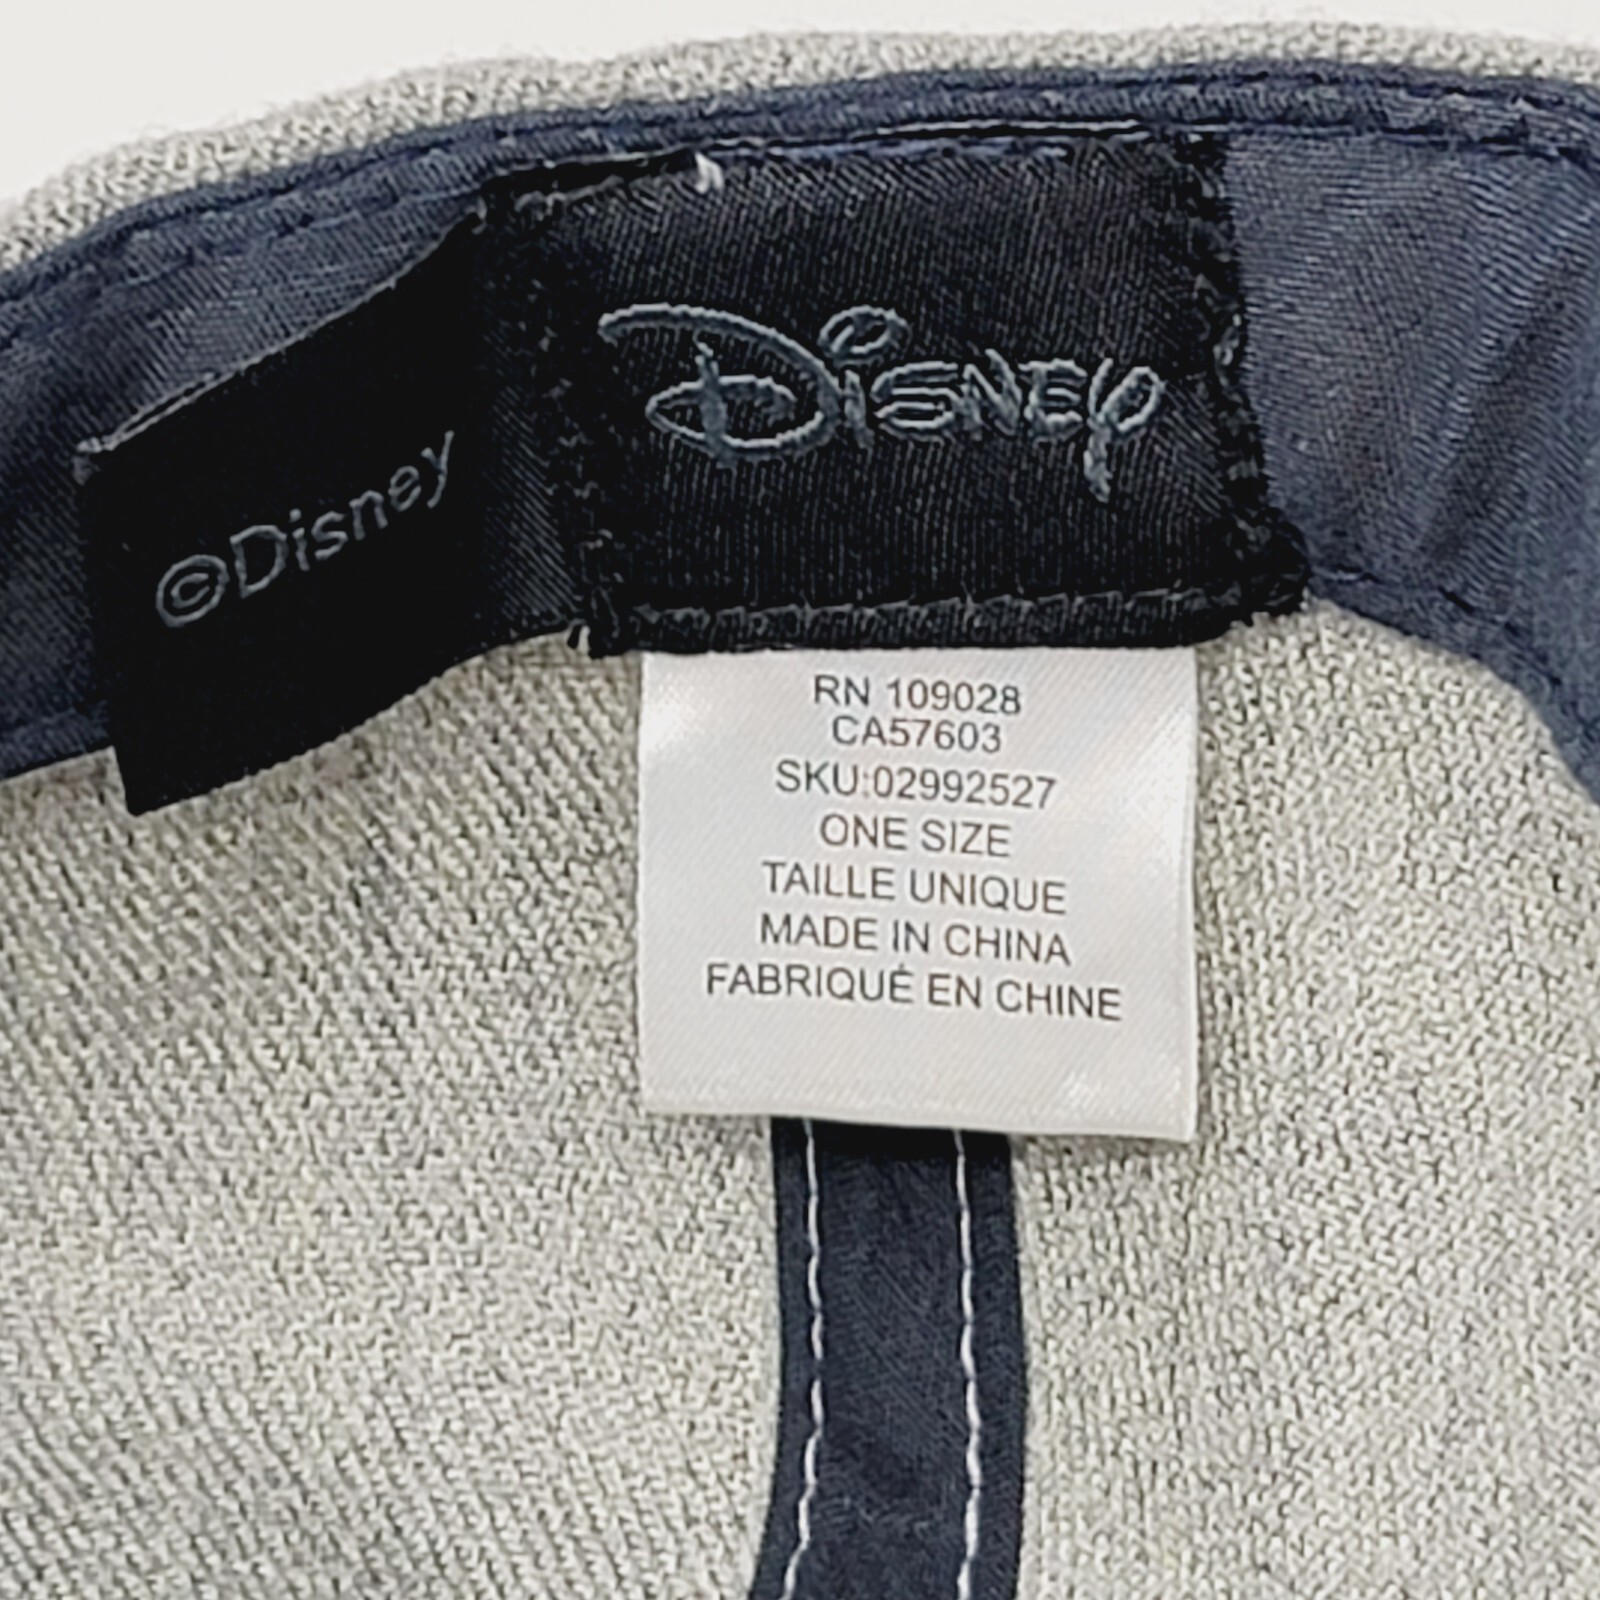 ©Disney
Disney
RN 109028
CA57603
SKU:02992527
ONE SIZE
TAILLE UNIQUE
MADE IN CHINA
FABRIQUÉ EN CHINE